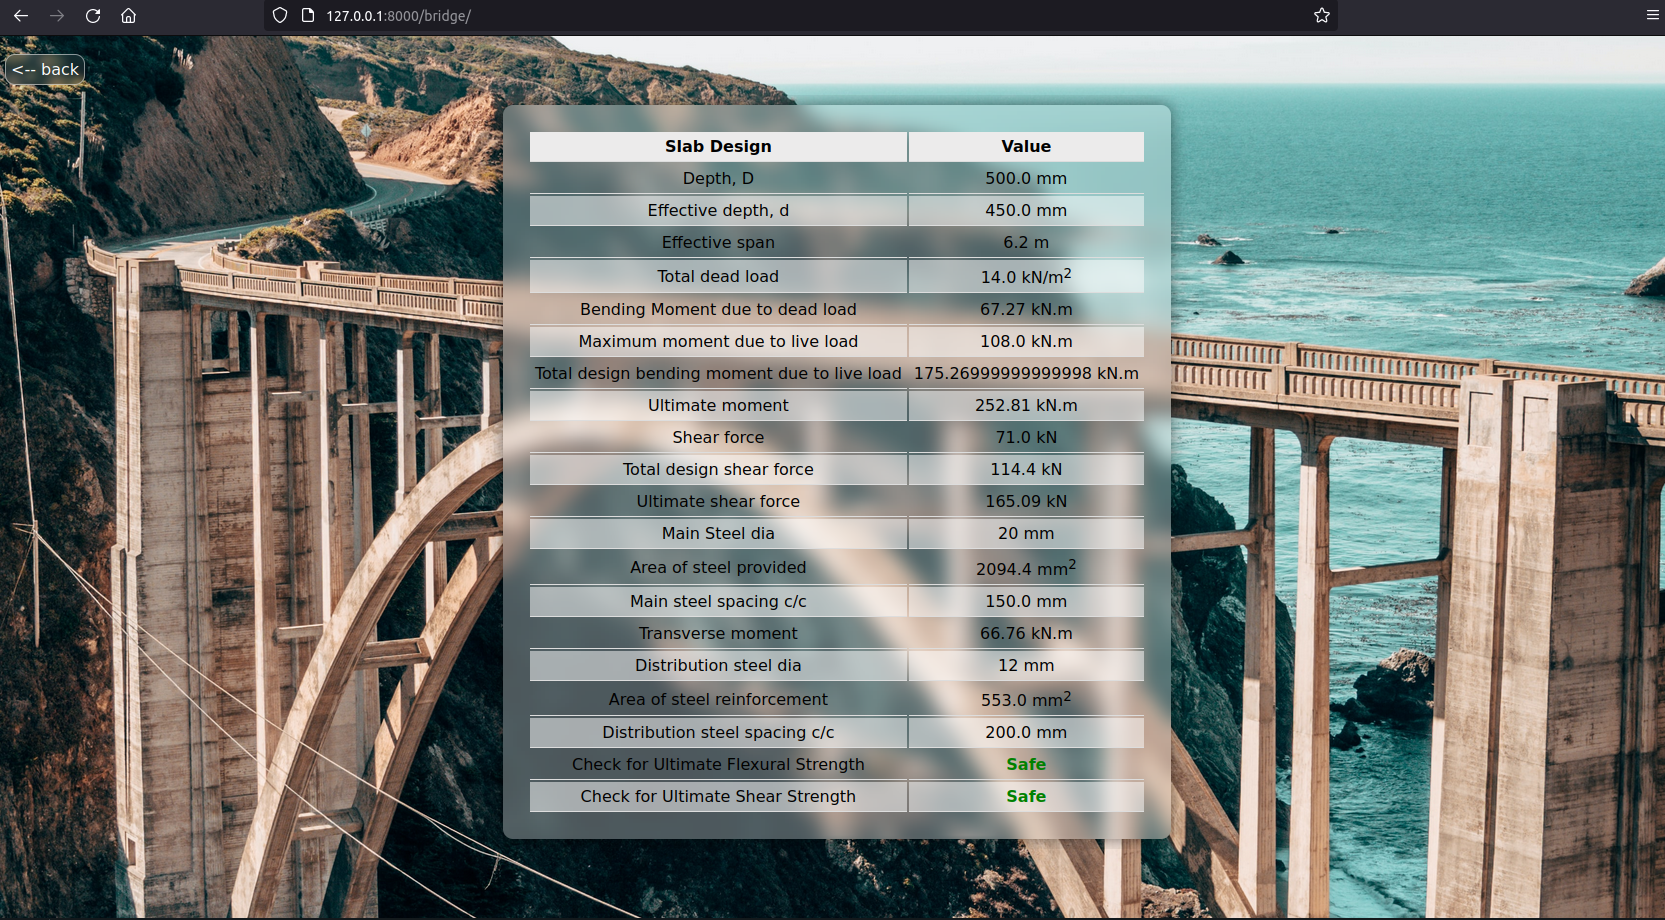 127.0.0.1:8000/bridge/
<-- back
Slab Design Value
Depth, D 500.0 mm
Effective depth, d 450.0 mm
Effective span 6.2 m
Total dead load 14.0 kN/m²
Bending Moment due to dead load 67.27 kN.m
Maximum moment due to live load 108.0 kN.m
Total design bending moment due to live load 175.26999999999998 kN.m
Ultimate moment 252.81 kN.m
Shear force 71.0 kN
Total design shear force 114.4 kN
Ultimate shear force 165.09 kN
Main Steel dia 20 mm
Area of steel provided 2094.4 mm²
Main steel spacing c/c 150.0 mm
Transverse moment 66.76 kN.m
Distribution steel dia 12 mm
Area of steel reinforcement 553.0 mm²
Distribution steel spacing c/c 200.0 mm
Check for Ultimate Flexural Strength Safe
Check for Ultimate Shear Strength Safe